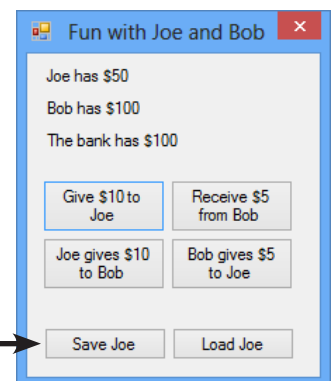 Fun with Joe and Bob
Joe has $50
Bob has $100
The bank has $100
Give $10 to
Joe
Receive $5
from Bob
Joe gives $10
to Bob
Bob gives $5
to Joe
Save Joe
Load Joe